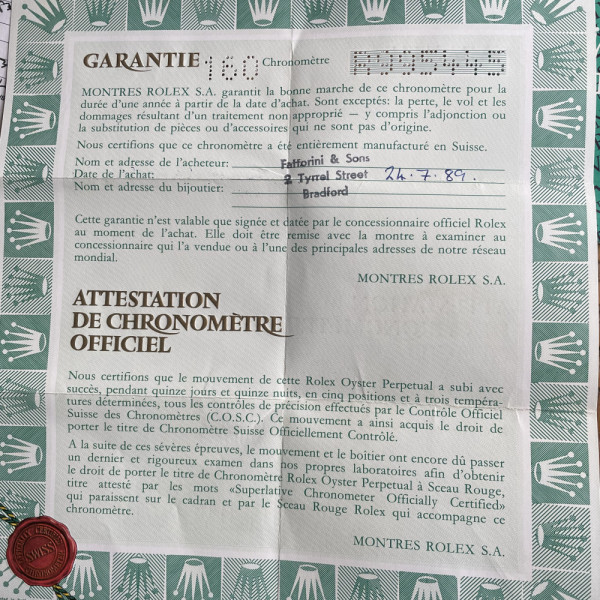 GARANTIE 160 Chronomètre R095445
MONTRES ROLEX S.A. garantit la bonne marche de ce chronomètre pour la
durée d'une année à partir de la date d'achat. Sont exceptés: la perte, le vol et les
dommages résultant d'un traitement non approprié — y compris l'adjonction ou
la substitution de pièces ou d'accessoires qui ne sont pas d'origine.
Nous certifions que ce chronomètre a été entièrement manufacturé en Suisse.
Nom et adresse de l'acheteur: Fattorini & Sons
Date de l'achat: 2 Tyrrel Street 24.7.89.
Nom et adresse du bijoutier: Bradford
Cette garantie n'est valable que signée et datée par le concessionnaire officiel Rolex
au moment de l'achat. Elle doit être remise avec la montre à examiner au
concessionnaire qui l'a vendue ou à l'une des principales adresses de notre réseau
mondial.
MONTRES ROLEX S.A.
ATTESTATION
DE CHRONOMÈTRE
OFFICIEL
Nous certifions que le mouvement de cette Rolex Oyster Perpetual a subi avec
succès, pendant quinze jours et quinze nuits, en cinq positions et à trois tempéra-
tures déterminées, tous les contrôles de précision effectués par le Contrôle Officiel
Suisse des Chronomètres (C.O.S.C.). Ce mouvement a ainsi acquis le droit de
porter le titre de Chronomètre Suisse Officiellement Contrôlé.
A la suite de ces sévères épreuves, le mouvement et le boitier ont encore dû passer
un dernier et rigoureux examen dans nos propres laboratoires afin d'obtenir
le droit de porter le titre de Chronomètre Rolex Oyster Perpetual à Sceau Rouge,
titre attesté par les mots «Superlative Chronometer Officially Certified»
qui paraissent sur le cadran et par le Sceau Rouge Rolex qui accompagne ce
chronomètre.
MONTRES ROLEX S.A.
SWISS